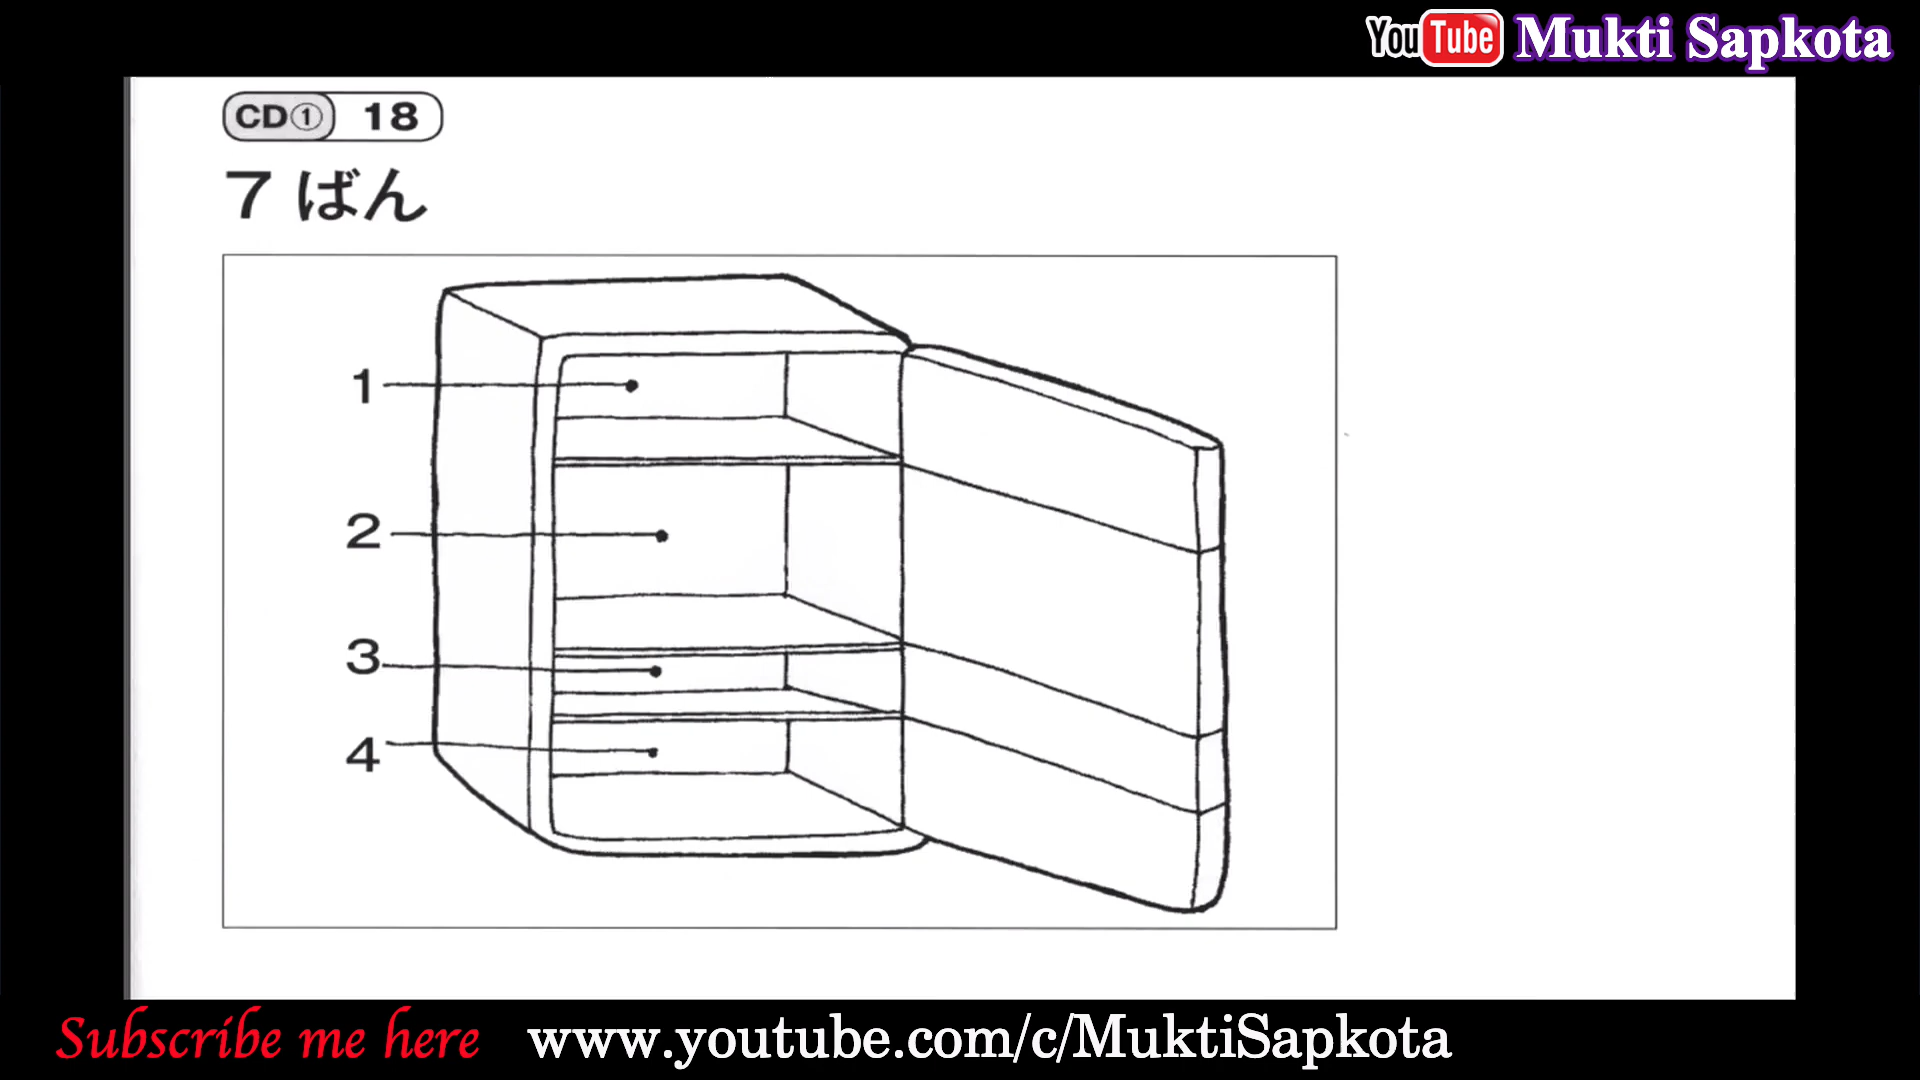 YouTube Mukti Sapkota
CD① 18
7 ばん
1
2
3
4
Subscribe me here www.youtube.com/c/MuktiSapkota